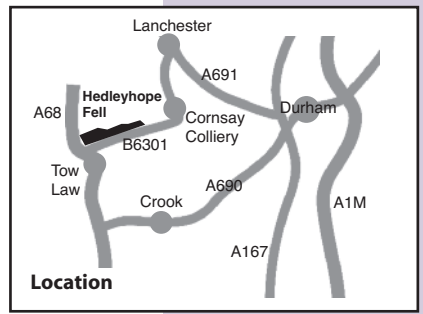 Lanchester
A691
Hedleyhope
Fell
A68
Cornsay
Colliery
Durham
B6301
Tow
Law
Crook
A690
A1M
A167
Location